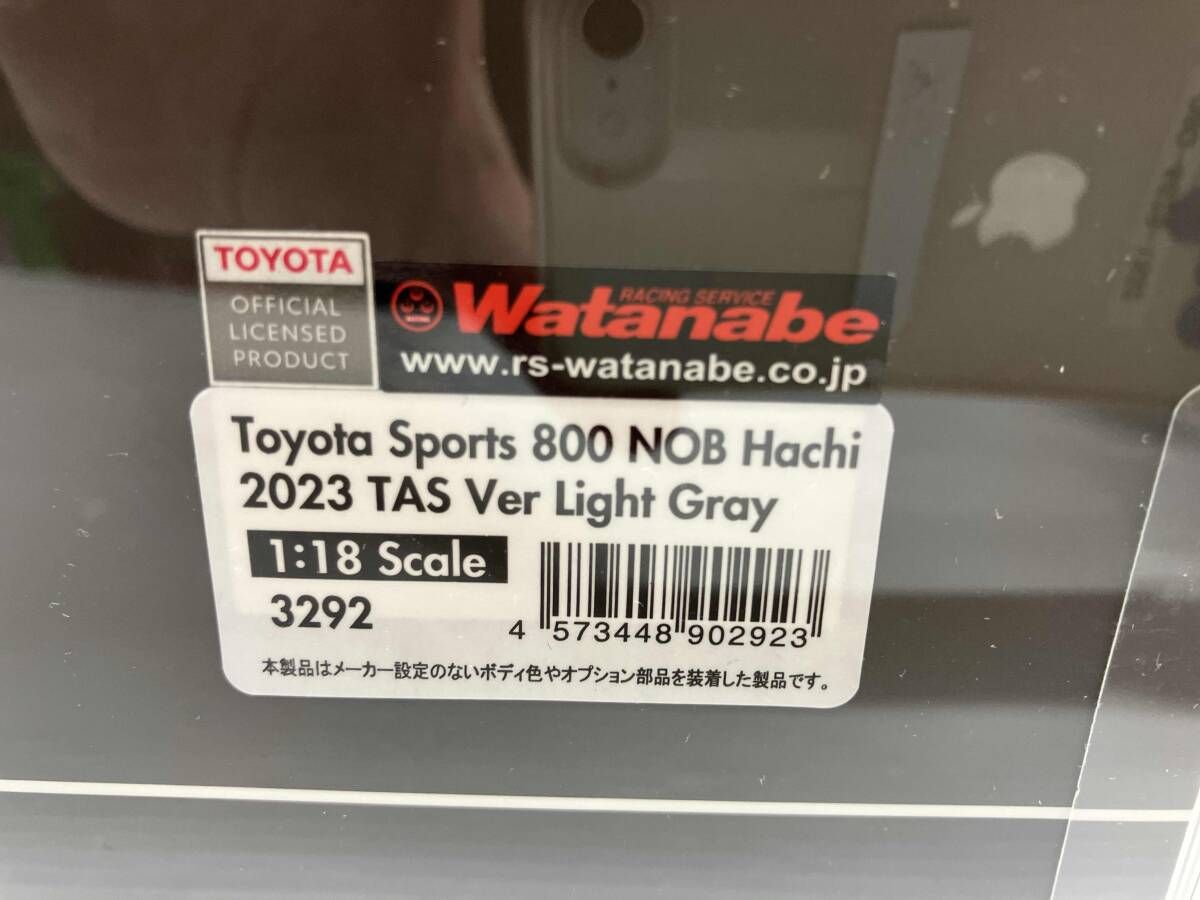 TOYOTA
OFFICIAL
LICENSED
PRODUCT
RACING SERVICE
Watanabe
www.rs-watanabe.co.jp
Toyota Sports 800 NOB Hachi
2023 TAS Ver Light Gray
1:18 Scale
3292
4 573448 902923
本製品はメーカー設定のないボディ色やオプション部品を装着した製品です。